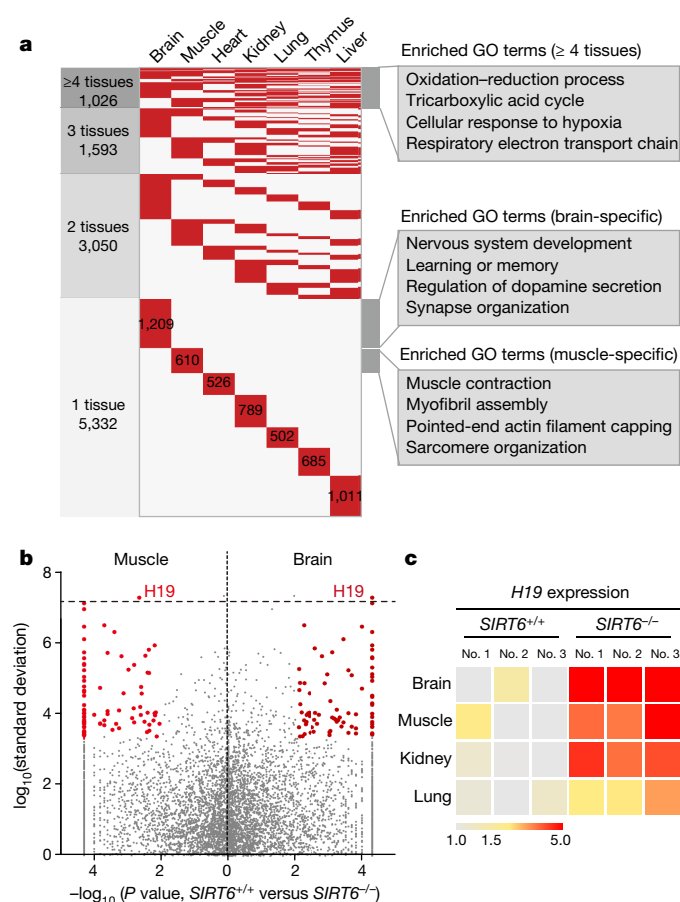 a
Brain
Muscle
Heart
Kidney
Lung
Thymus
Liver
≥4 tissues
1,026
3 tissues
1,593
2 tissues
3,050
1 tissue
5,332
1,209
610
526
789
502
685
1,011
Enriched GO terms (≥ 4 tissues)
Oxidation–reduction process
Tricarboxylic acid cycle
Cellular response to hypoxia
Respiratory electron transport chain
Enriched GO terms (brain-specific)
Nervous system development
Learning or memory
Regulation of dopamine secretion
Synapse organization
Enriched GO terms (muscle-specific)
Muscle contraction
Myofibril assembly
Pointed-end actin filament capping
Sarcomere organization
b
Muscle
Brain
H19
H19
log10(standard deviation)
8
6
4
2
0
4
2
0
2
4
–log10 (P value, SIRT6+/+ versus SIRT6–/–)
c
H19 expression
SIRT6+/+
SIRT6–/–
No. 1
No. 2
No. 3
No. 1
No. 2
No. 3
Brain
Muscle
Kidney
Lung
1.0
1.5
5.0